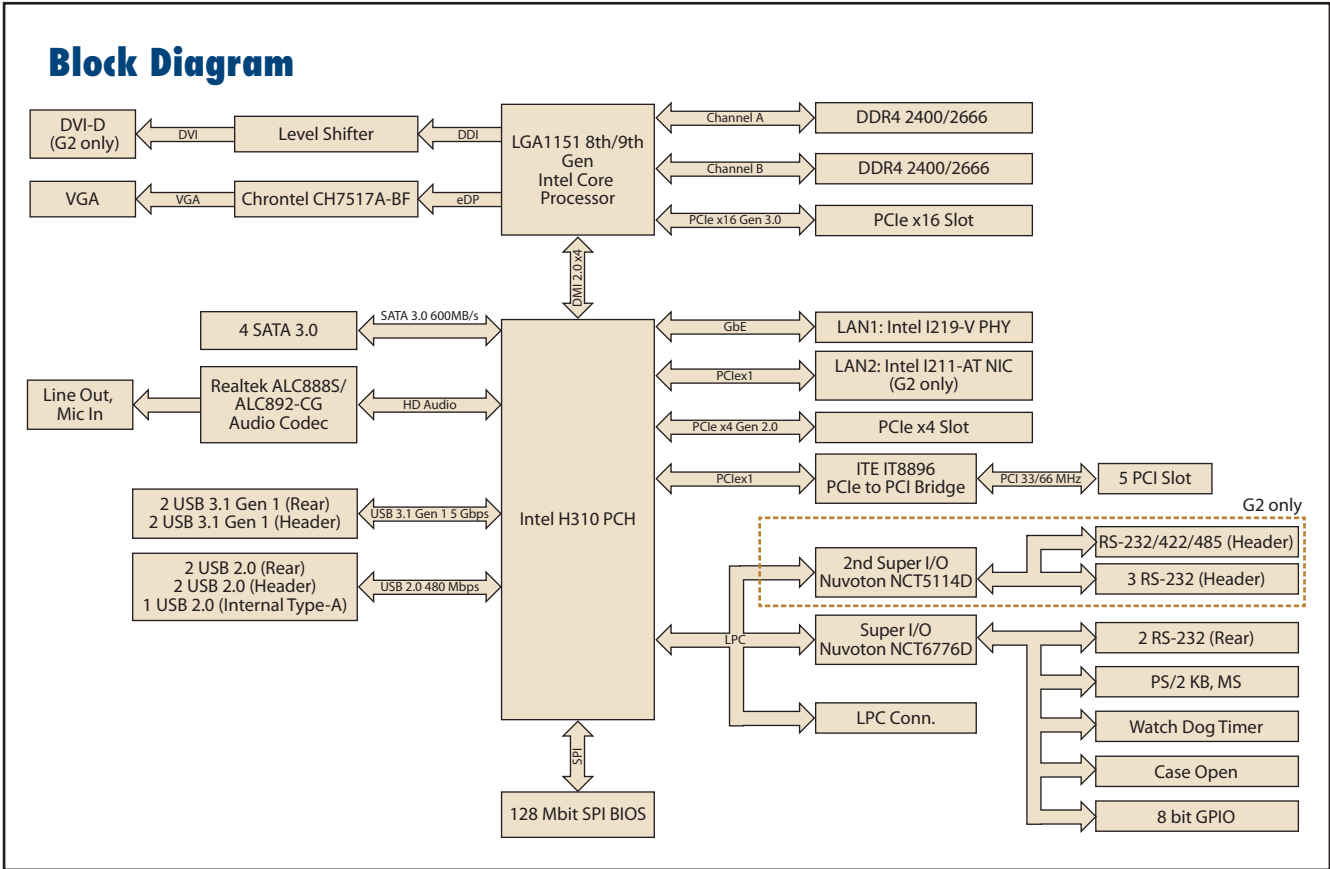 Block Diagram
DVI-D
(G2 only)
DVI
Level Shifter
DDI
LGA1151 8th/9th
Gen
Intel Core
Processor
Channel A
DDR4 2400/2666
Channel B
DDR4 2400/2666
VGA
VGA
Chrontel CH7517A-BF
eDP
PCIe x16 Gen 3.0
PCIe x16 Slot
DMI 2.0 x4
4 SATA 3.0
SATA 3.0 600MB/s
GbE
LAN1: Intel I219-V PHY
Line Out,
Mic In
Realtek ALC888S/
ALC892-CG
Audio Codec
HD Audio
PCIex1
LAN2: Intel I211-AT NIC
(G2 only)
PCIe x4 Gen 2.0
PCIe x4 Slot
PCIex1
ITE IT8896
PCIe to PCI Bridge
PCI 33/66 MHz
5 PCI Slot
2 USB 3.1 Gen 1 (Rear)
2 USB 3.1 Gen 1 (Header)
USB 3.1 Gen 1 5 Gbps
Intel H310 PCH
G2 only
2nd Super I/O
Nuvoton NCT5114D
RS-232/422/485 (Header)
3 RS-232 (Header)
2 USB 2.0 (Rear)
2 USB 2.0 (Header)
1 USB 2.0 (Internal Type-A)
USB 2.0 480 Mbps
LPC
Super I/O
Nuvoton NCT6776D
2 RS-232 (Rear)
PS/2 KB, MS
LPC Conn.
Watch Dog Timer
Case Open
8 bit GPIO
SPI
128 Mbit SPI BIOS